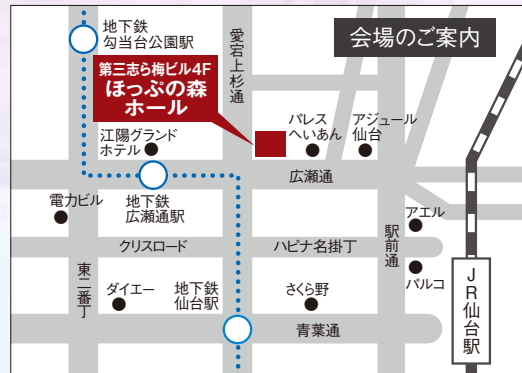 会場のご案内
地下鉄
勾当台公園駅
愛宕上杉通
第三志ら梅ビル4F
ほっぷの森
ホール
江陽グランド
ホテル
パレス
へいあん
アジュール
仙台
広瀬通
電力ビル
地下鉄
広瀬通駅
アエル
駅前通
クリスロード
ハピナ名掛丁
パルコ
JR仙台駅
東二番丁
ダイエー
地下鉄
仙台駅
さくら野
青葉通